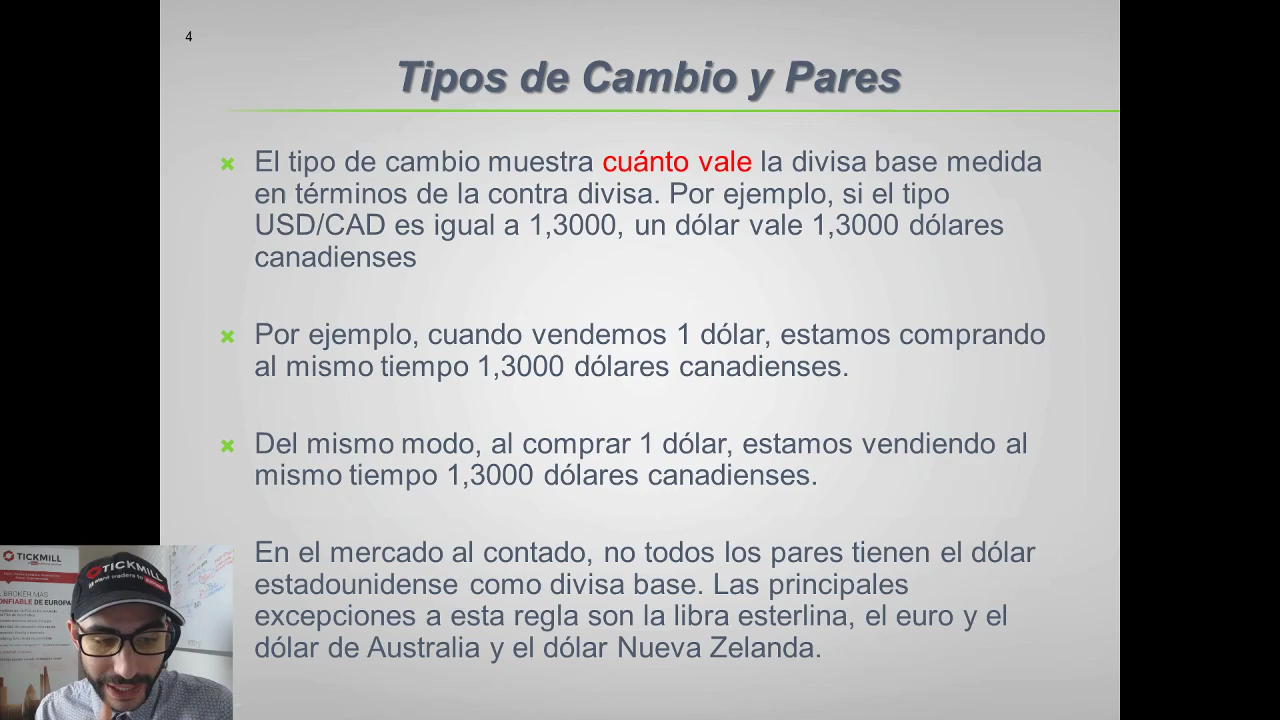 4
Tipos de Cambio y Pares
El tipo de cambio muestra cuánto vale la divisa base medida
en términos de la contra divisa. Por ejemplo, si el tipo
USD/CAD es igual a 1,3000, un dólar vale 1,3000 dólares
canadienses
Por ejemplo, cuando vendemos 1 dólar, estamos comprando
al mismo tiempo 1,3000 dólares canadienses.
Del mismo modo, al comprar 1 dólar, estamos vendiendo al
mismo tiempo 1,3000 dólares canadienses.
En el mercado al contado, no todos los pares tienen el dólar
estadounidense como divisa base. Las principales
excepciones a esta regla son la libra esterlina, el euro y el
dólar de Australia y el dólar Nueva Zelanda.
TICKMILL
BRÓKER MÁS
CONFIABLE DE EUROPA
TICKMILL